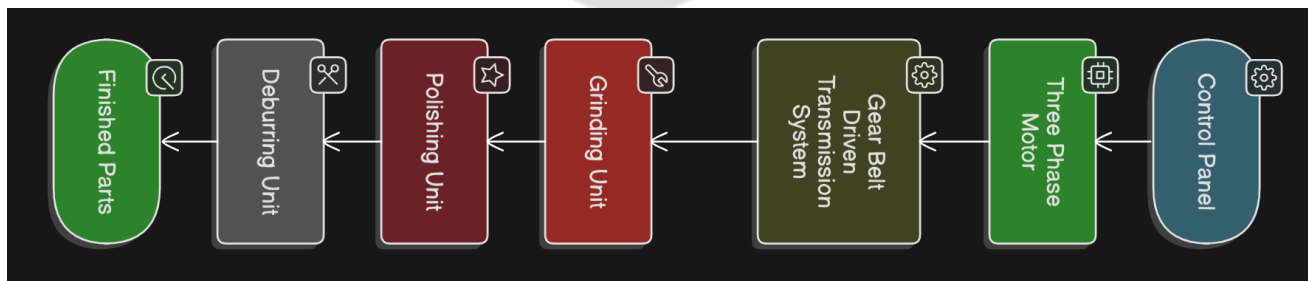 Control Panel
Three Phase
Motor
Gear Belt
Driven
Transmission
System
Grinding Unit
Polishing Unit
Deburring Unit
Finished Parts